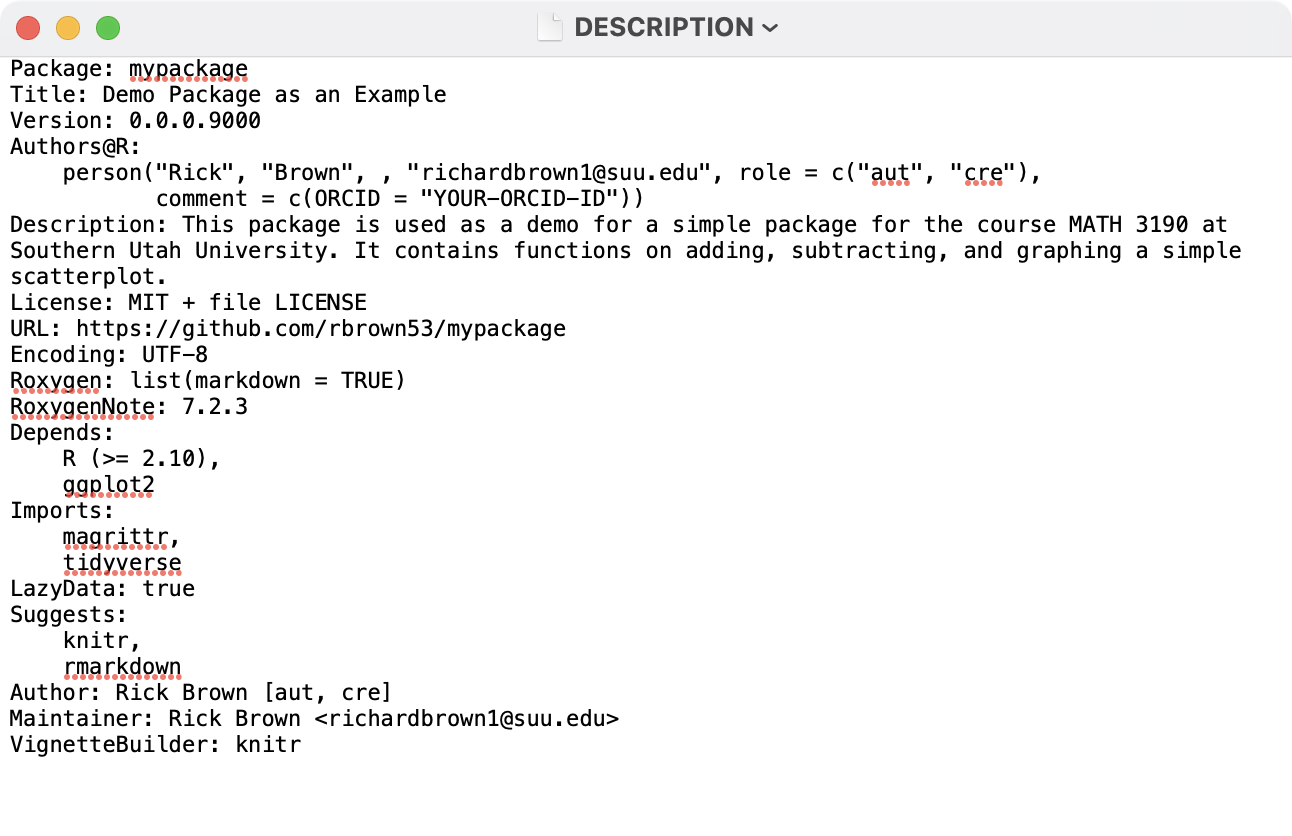 DESCRIPTION
Package: mypackage
Title: Demo Package as an Example
Version: 0.0.0.9000
Authors@R:
    person("Rick", "Brown", , "richardbrown1@suu.edu", role = c("aut", "cre"),
           comment = c(ORCID = "YOUR-ORCID-ID"))
Description: This package is used as a demo for a simple package for the course MATH 3190 at
Southern Utah University. It contains functions on adding, subtracting, and graphing a simple
scatterplot.
License: MIT + file LICENSE
URL: https://github.com/rbrown53/mypackage
Encoding: UTF-8
Roxygen: list(markdown = TRUE)
RoxygenNote: 7.2.3
Depends:
    R (>= 2.10),
    ggplot2
Imports:
    magrittr,
    tidyverse
LazyData: true
Suggests:
    knitr,
    rmarkdown
Author: Rick Brown [aut, cre]
Maintainer: Rick Brown <richardbrown1@suu.edu>
VignetteBuilder: knitr